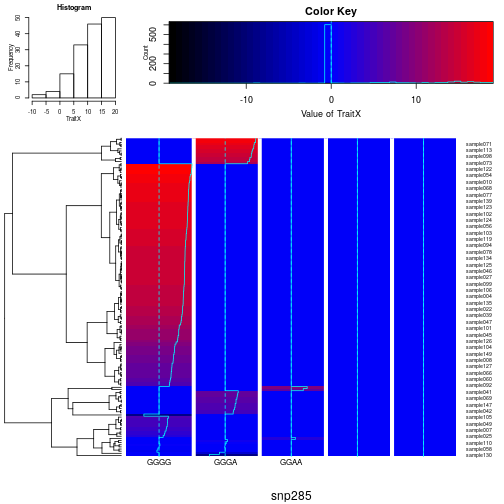 Histogram
Frequency
0 10 20 30 40 50
-10 -5 0 5 10 15 20
TraitX
Color Key
Count
0 200 500
-10 0 10
Value of TraitX
sample071
sample113
sample098
sample073
sample122
sample054
sample010
sample068
sample077
sample139
sample123
sample102
sample124
sample056
sample103
sample119
sample094
sample078
sample134
sample125
sample046
sample027
sample099
sample106
sample004
sample135
sample022
sample039
sample047
sample101
sample045
sample126
sample104
sample149
sample008
sample127
sample066
sample060
sample092
sample041
sample069
sample147
sample042
sample105
sample049
sample007
sample025
sample110
sample058
sample130
GGGG GGGA GGAA
snp285